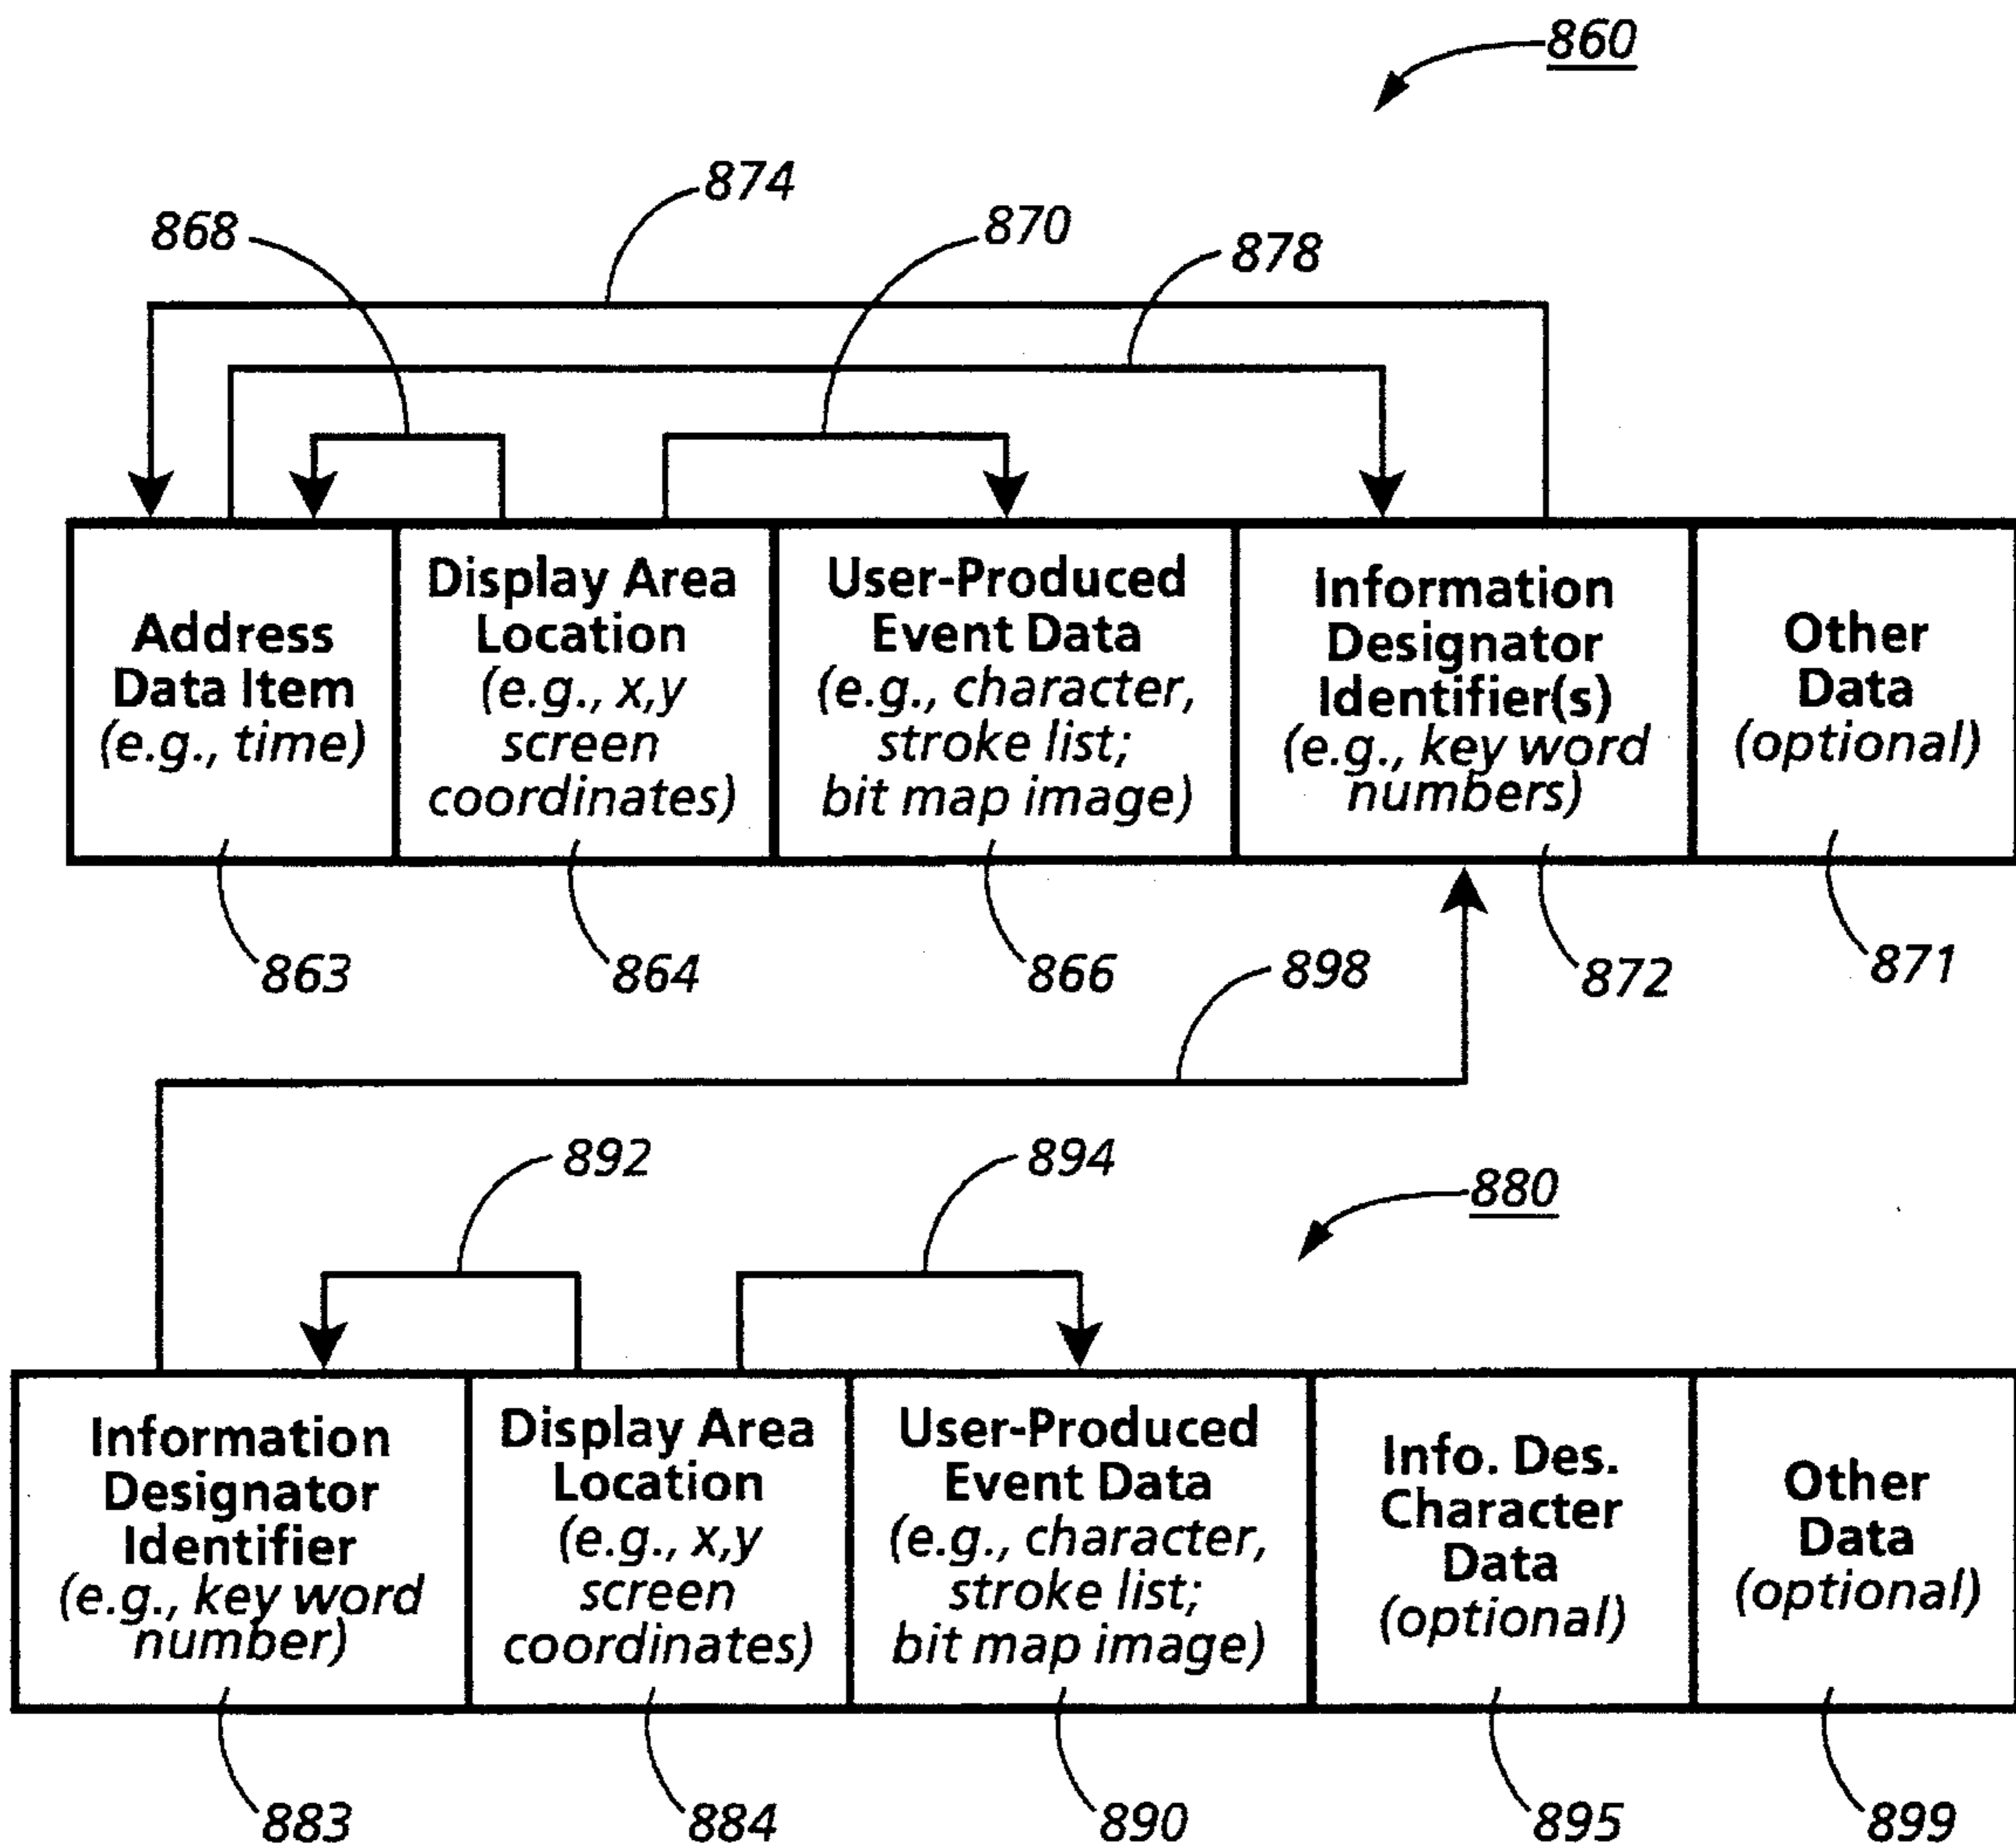 860
874
868
870
878
Address
Data Item
(e.g., time)
Display Area
Location
(e.g., x,y
screen
coordinates)
User-Produced
Event Data
(e.g., character,
stroke list;
bit map image)
Information
Designator
Identifier(s)
(e.g., key word
numbers)
Other
Data
(optional)
863
864
866
872
871
898
892
894
880
Information
Designator
Identifier
(e.g., key word
number)
Display Area
Location
(e.g., x,y
screen
coordinates)
User-Produced
Event Data
(e.g., character,
stroke list;
bit map image)
Info. Des.
Character
Data
(optional)
Other
Data
(optional)
883
884
890
895
899